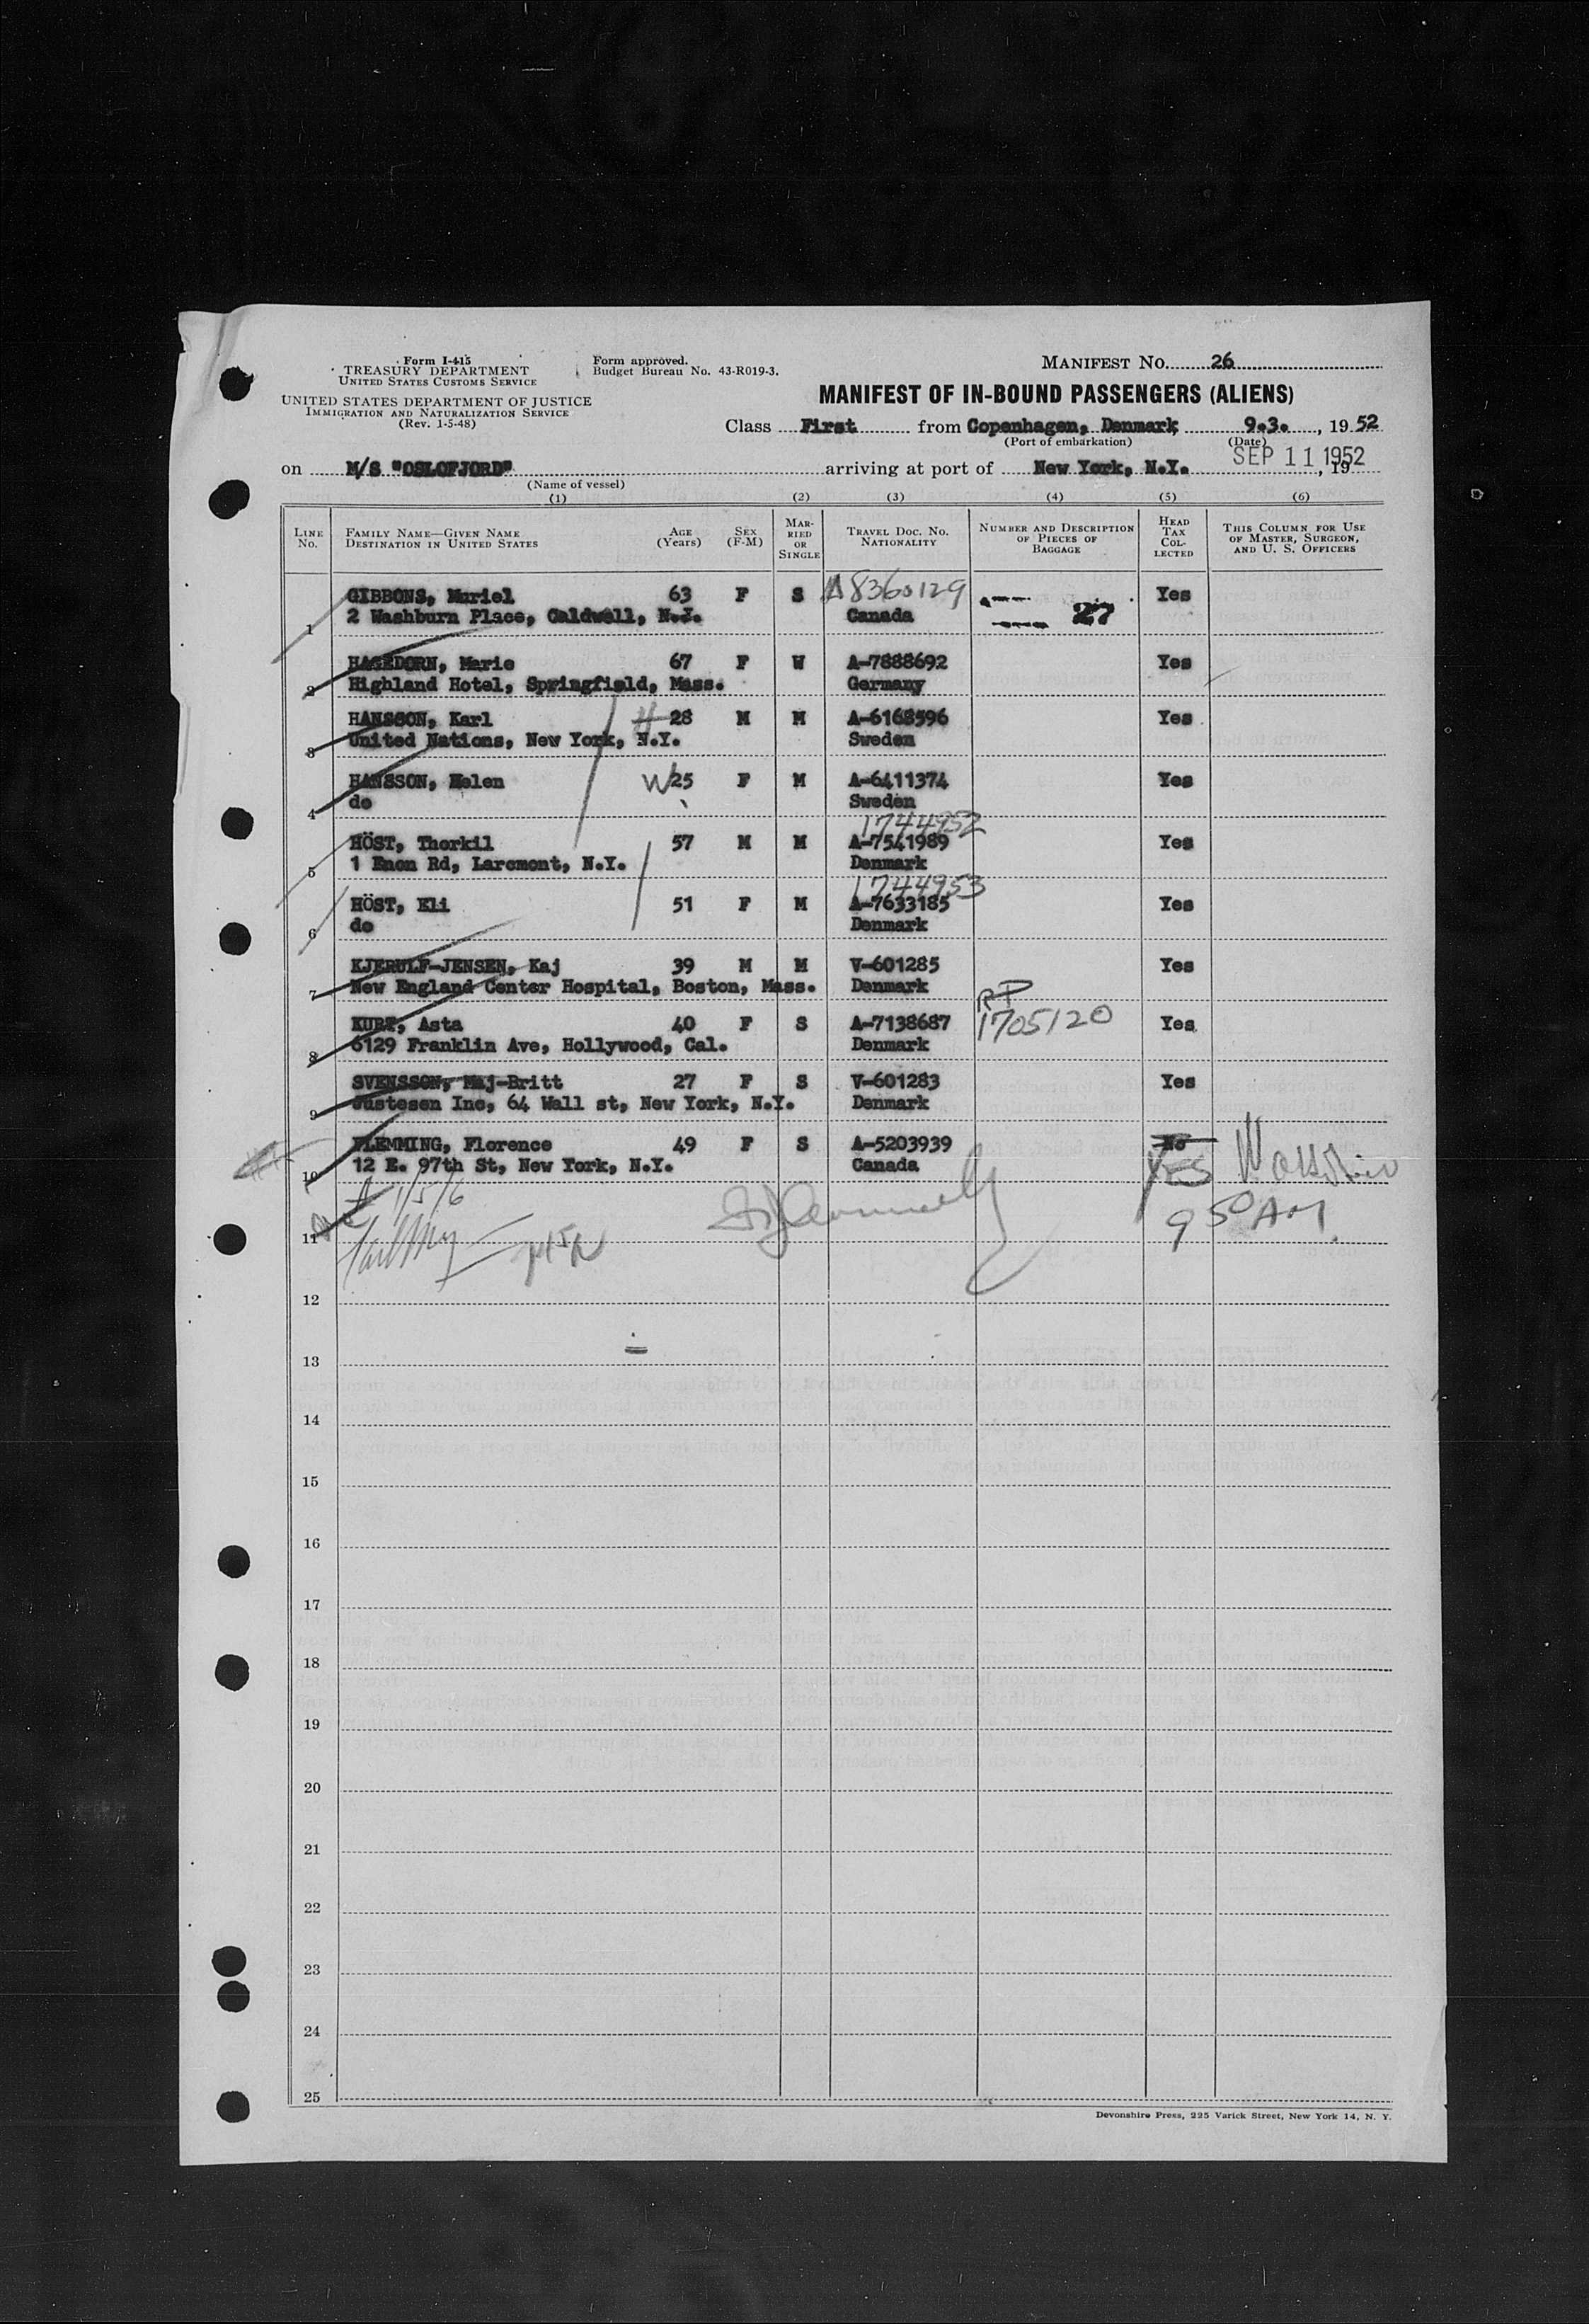 Form I-415
TREASURY DEPARTMENT
UNITED STATES CUSTOMS SERVICE
UNITED STATES DEPARTMENT OF JUSTICE
IMMIGRATION AND NATURALIZATION SERVICE
(Rev. 1-5-48)
Form approved.
Budget Bureau No. 43-R019-3.
MANIFEST NO. 26
MANIFEST OF IN-BOUND PASSENGERS (ALIENS)
Class First from Copenhagen, Denmark 9.3., 1952
(Port of embarkation) (Date)
on M/S "OSLOFJORD" arriving at port of New York, N.Y. SEP 11 1952, 19
(Name of vessel)
(1) (2) (3) (4) (5) (6)
LINE NO. FAMILY NAME—GIVEN NAME DESTINATION IN UNITED STATES AGE (Years) SEX (F-M) MARRIED OR SINGLE TRAVEL DOC. NO. NATIONALITY NUMBER AND DESCRIPTION OF PIECES OF BAGGAGE HEAD TAX COLLECTED THIS COLUMN FOR USE OF MASTER, SURGEON, AND U. S. OFFICERS
GIBBONS, Muriel 63 F S A8360129 Yes
1 2 Washburn Place, Caldwell, N.J. Canada 27
HAGEDORN, Marie 67 F W A-7888692 Yes
2 Highland Hotel, Springfield, Mass. Germany
HANSSON, Karl H 28 M M A-6168596 Yes
3 United Nations, New York, N.Y. Sweden
HANSSON, Helen W 25 F M A-6411374 Yes
4 do Sweden
1744952
HÖST, Thorkil 57 M M A-7541989 Yes
5 1 Enon Rd, Larcmont, N.Y. Denmark
1744953
HÖST, Eli 51 F M A-7633185 Yes
6 do Denmark
KJERULF-JENSEN, Kaj 39 M M V-601285 Yes
7 New England Center Hospital, Boston, Mass. Denmark
RP
KURT, Asta 40 F S A-7138687 1705120 Yes
8 6129 Franklin Ave, Hollywood, Cal. Denmark
SVENSSON, Maj-Britt 27 F S V-601283 Yes
9 Justesen Inc, 64 Wall st, New York, N.Y. Denmark
FLEMMING, Florence 49 F S A-5203939 No
10 12 E. 97th St, New York, N.Y. Canada YES
9 50 AM
11
12
13
14
15
16
17
18
19
20
21
22
23
24
25
Devonshire Press, 225 Varick Street, New York 14, N. Y.